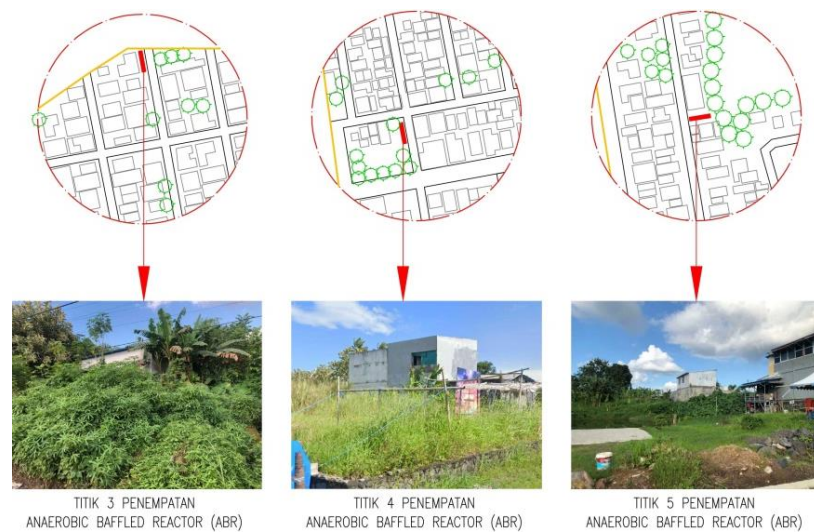 TITIK 3 PENEMPATAN
ANAEROBIC BAFFLED REACTOR (ABR)
TITIK 4 PENEMPATAN
ANAEROBIC BAFFLED REACTOR (ABR)
TITIK 5 PENEMPATAN
ANAEROBIC BAFFLED REACTOR (ABR)